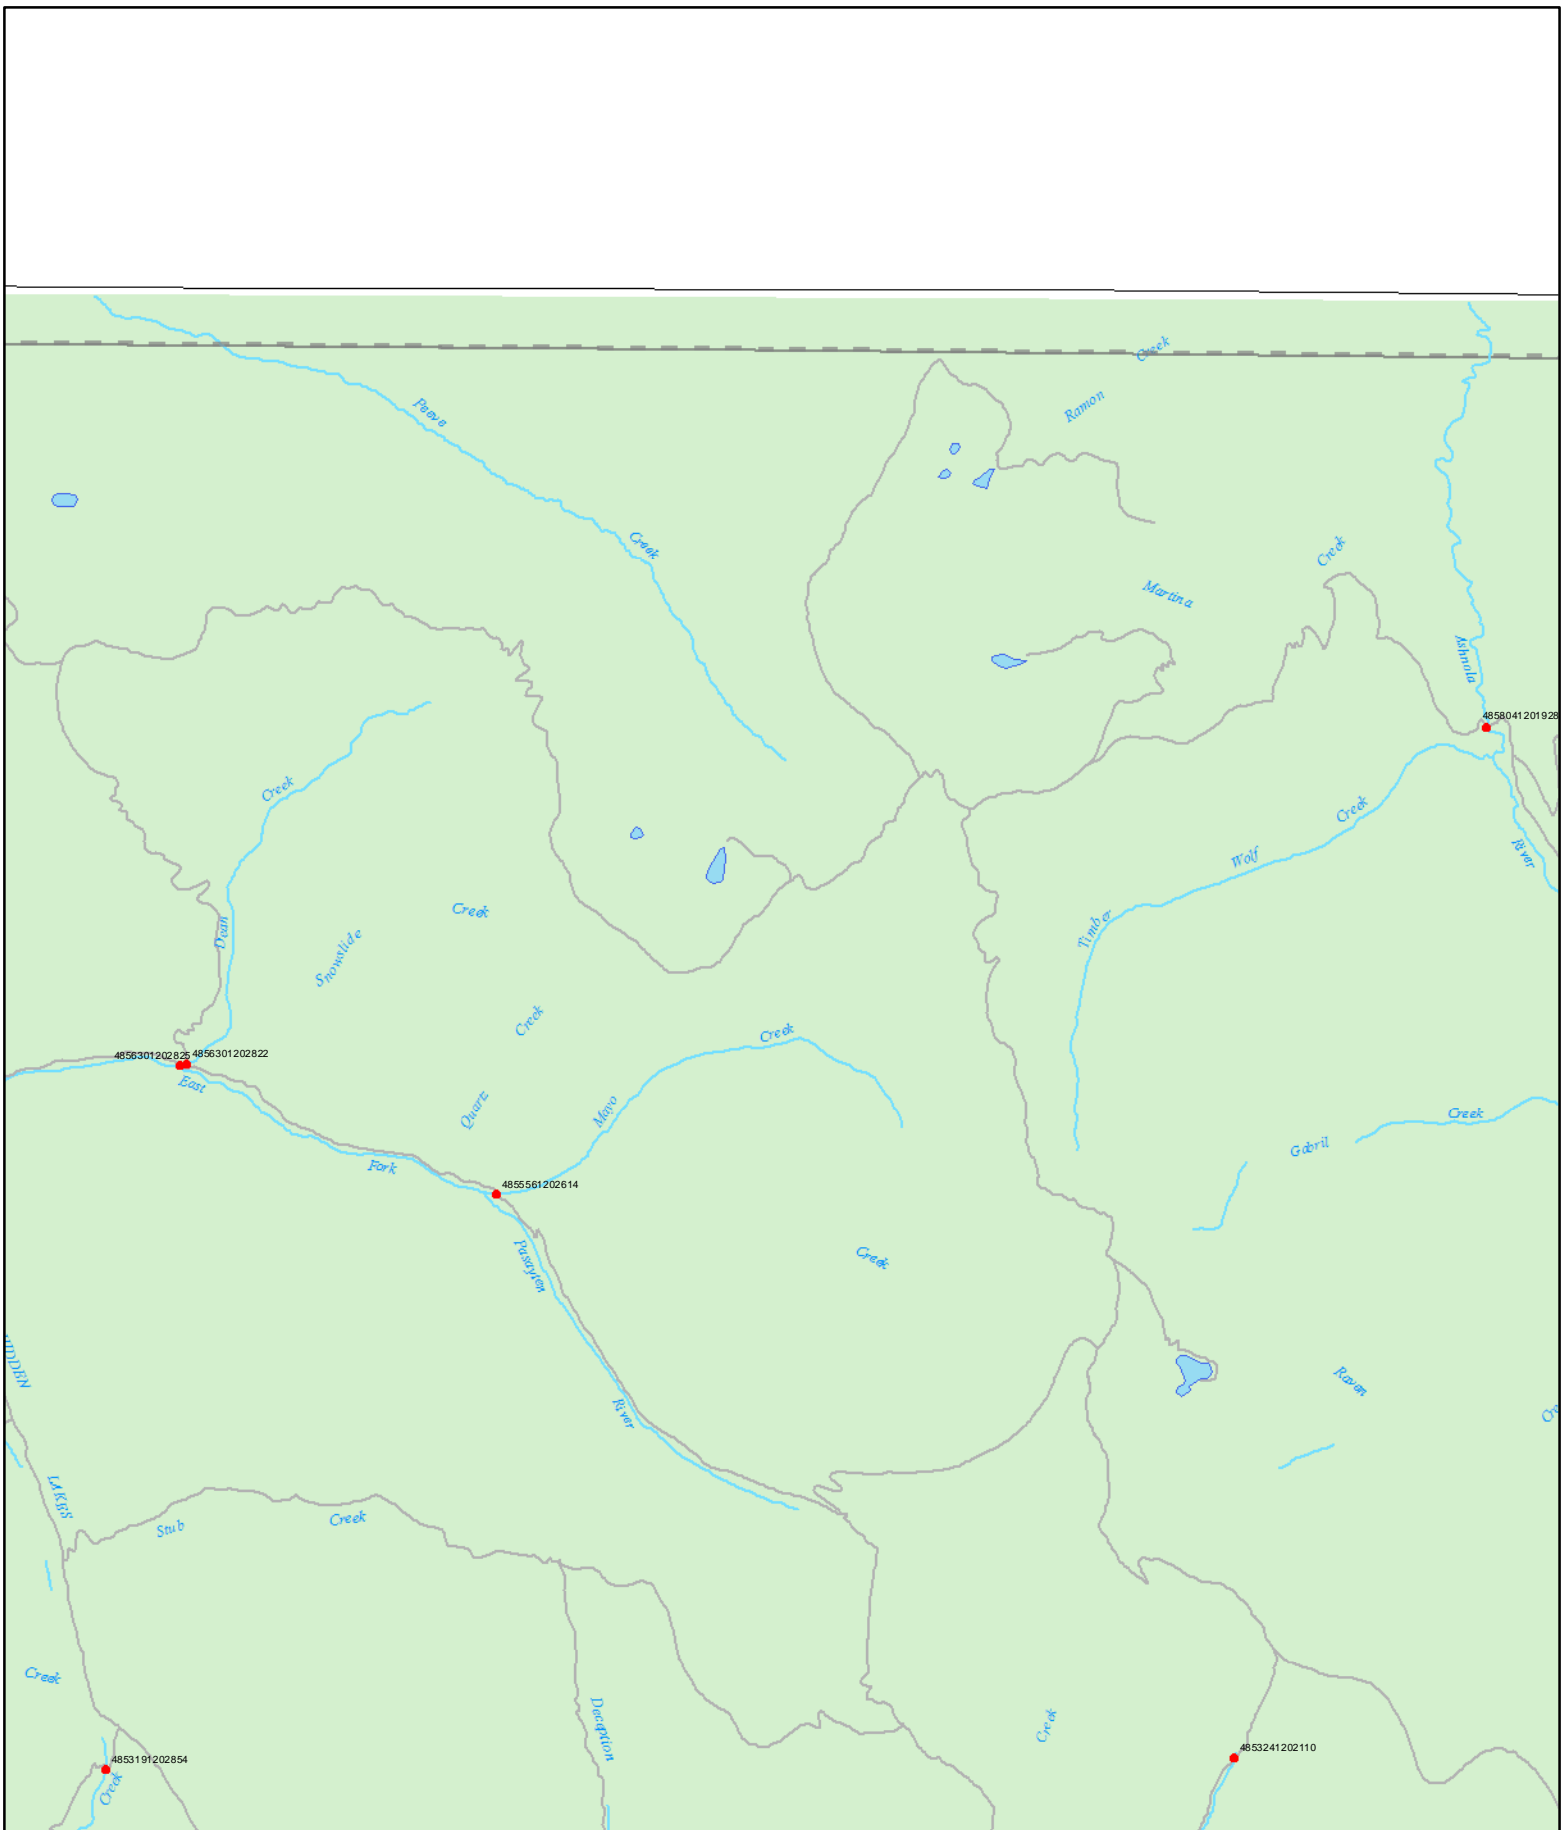 Creek
Ramon
Peeve
Creek
Creek
Martina
Ashnola
485804120192
Creek
Creek
Wolf
River
Creek
Dean
Snowslide
Timber
Creek
Creek
4856301202825
4856301202822
East
Quartz
Mayo
Creek
Gabril
Fork
4855561202614
Pasayten
Creek
Raven
River
LAKES
Stub
Creek
Creek
Deception
Creek
4853191202854
4853241202110
Creek